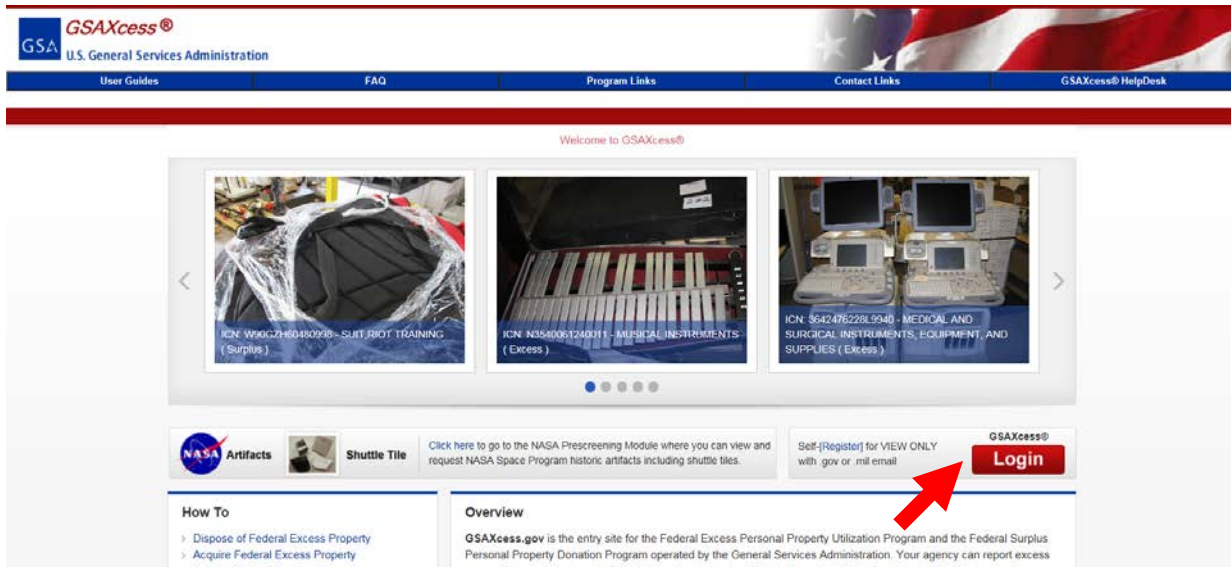 GSAXcess ®
GSA
U.S. General Services Administration
User Guides FAQ Program Links Contact Links GSAXcess® HelpDesk
Welcome to GSAXcess®
ICN: W90GZH60480998 - SUIT,RIOT TRAINING
( Surplus )
ICN: N3540061240011 - MUSICAL INSTRUMENTS
( Excess )
ICN: 3642476228L9940 - MEDICAL AND
SURGICAL INSTRUMENTS, EQUIPMENT, AND
SUPPLIES ( Excess )
NASA
Artifacts
Shuttle Tile
Click here to go to the NASA Prescreening Module where you can view and
request NASA Space Program historic artifacts including shuttle tiles.
Self-[Register] for VIEW ONLY
with .gov or .mil email
GSAXcess®
Login
How To
Dispose of Federal Excess Property
Acquire Federal Excess Property
Overview
GSAXcess.gov is the entry site for the Federal Excess Personal Property Utilization Program and the Federal Surplus
Personal Property Donation Program operated by the General Services Administration. Your agency can report excess